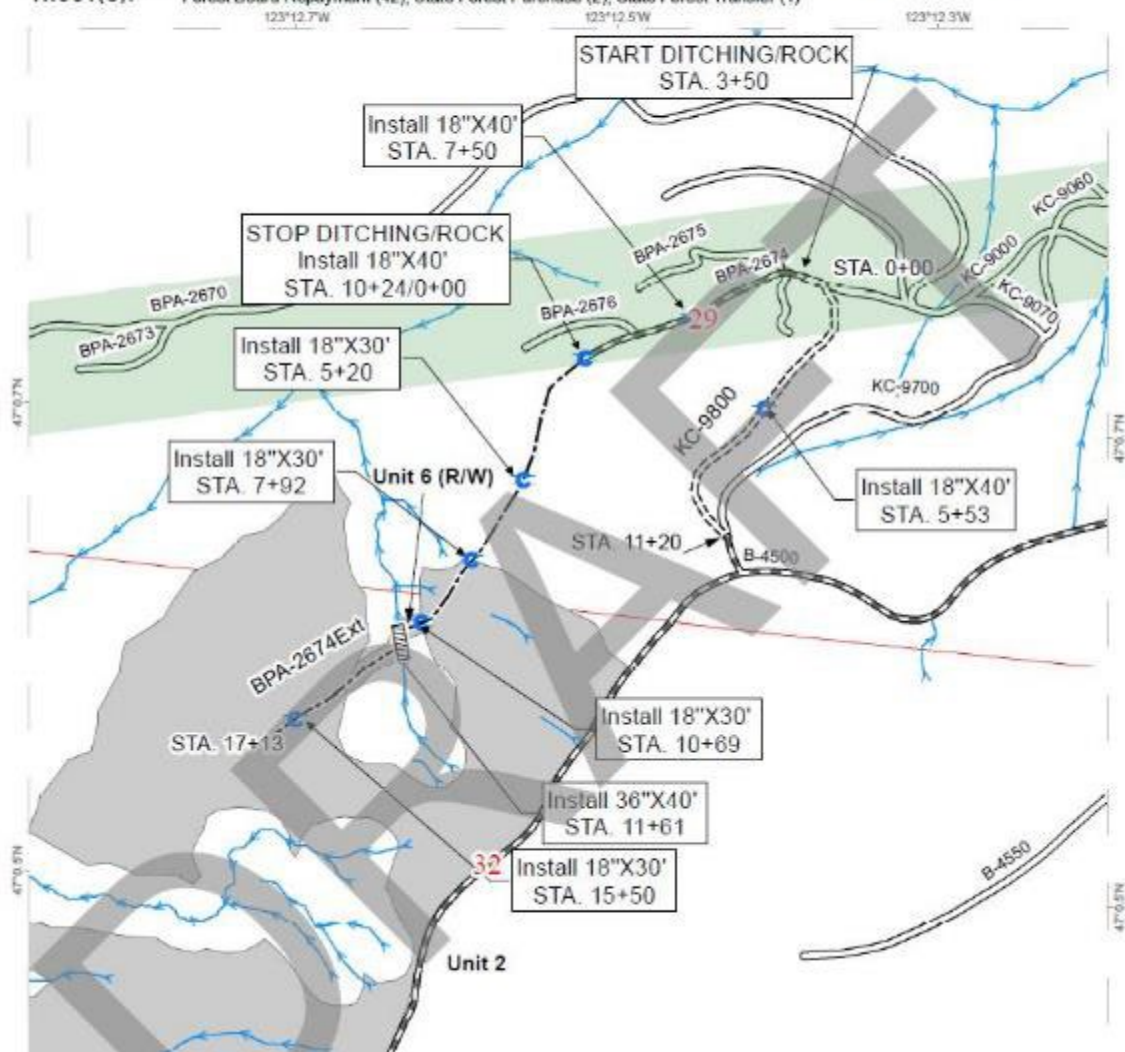 Forest Board Repayment (42), State Forest Purchase (2), State Forest Transfer (1)
123°12.7'W
123°12.5'W
123°12.3'W
START DITCHING/ROCK
STA. 3+50
Install 18"X40'
STA. 7+50
STOP DITCHING/ROCK
Install 18"X40'
STA. 10+24/0+00
BPA-2675
BPA-2674
STA. 0+00
KC-9060
KC-9000
KC-9070
BPA-2670
BPA-2673
BPA-2676
29
Install 18"X30'
STA. 5+20
47°0.7'N
47°0.7'N
KC-9700
KC-9800
Install 18"X30'
STA. 7+92
Unit 6 (R/W)
Install 18"X40'
STA. 5+53
STA. 11+20
B-4500
BPA-2674Ext
STA. 17+13
Install 18"X30'
STA. 10+69
Install 36"X40'
STA. 11+61
32
Install 18"X30'
STA. 15+50
47°0.5'N
47°0.5'N
B-4550
Unit 2
DRAFT